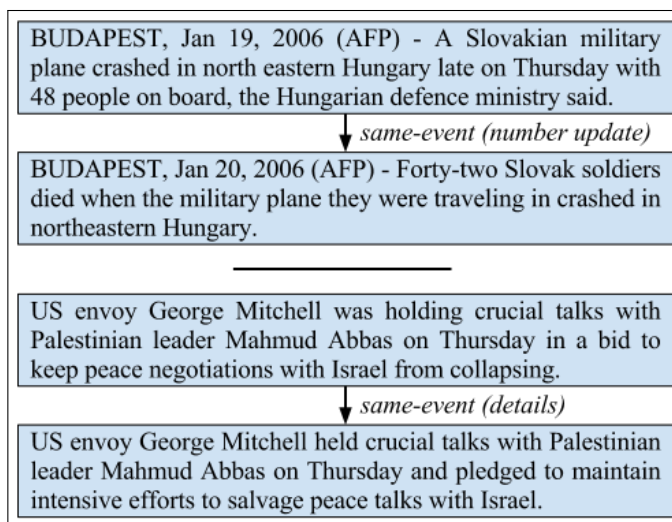 BUDAPEST, Jan 19, 2006 (AFP) - A Slovakian military
plane crashed in north eastern Hungary late on Thursday with
48 people on board, the Hungarian defence ministry said.
same-event (number update)
BUDAPEST, Jan 20, 2006 (AFP) - Forty-two Slovak soldiers
died when the military plane they were traveling in crashed in
northeastern Hungary.
US envoy George Mitchell was holding crucial talks with
Palestinian leader Mahmud Abbas on Thursday in a bid to
keep peace negotiations with Israel from collapsing.
same-event (details)
US envoy George Mitchell held crucial talks with Palestinian
leader Mahmud Abbas on Thursday and pledged to maintain
intensive efforts to salvage peace talks with Israel.